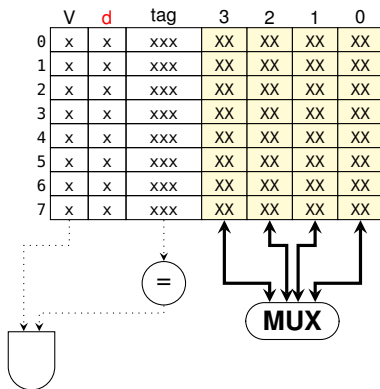 V d tag 3 2 1 0
0 x x xxx XX XX XX XX
1 x x xxx XX XX XX XX
2 x x xxx XX XX XX XX
3 x x xxx XX XX XX XX
4 x x xxx XX XX XX XX
5 x x xxx XX XX XX XX
6 x x xxx XX XX XX XX
7 x x xxx XX XX XX XX
=
MUX